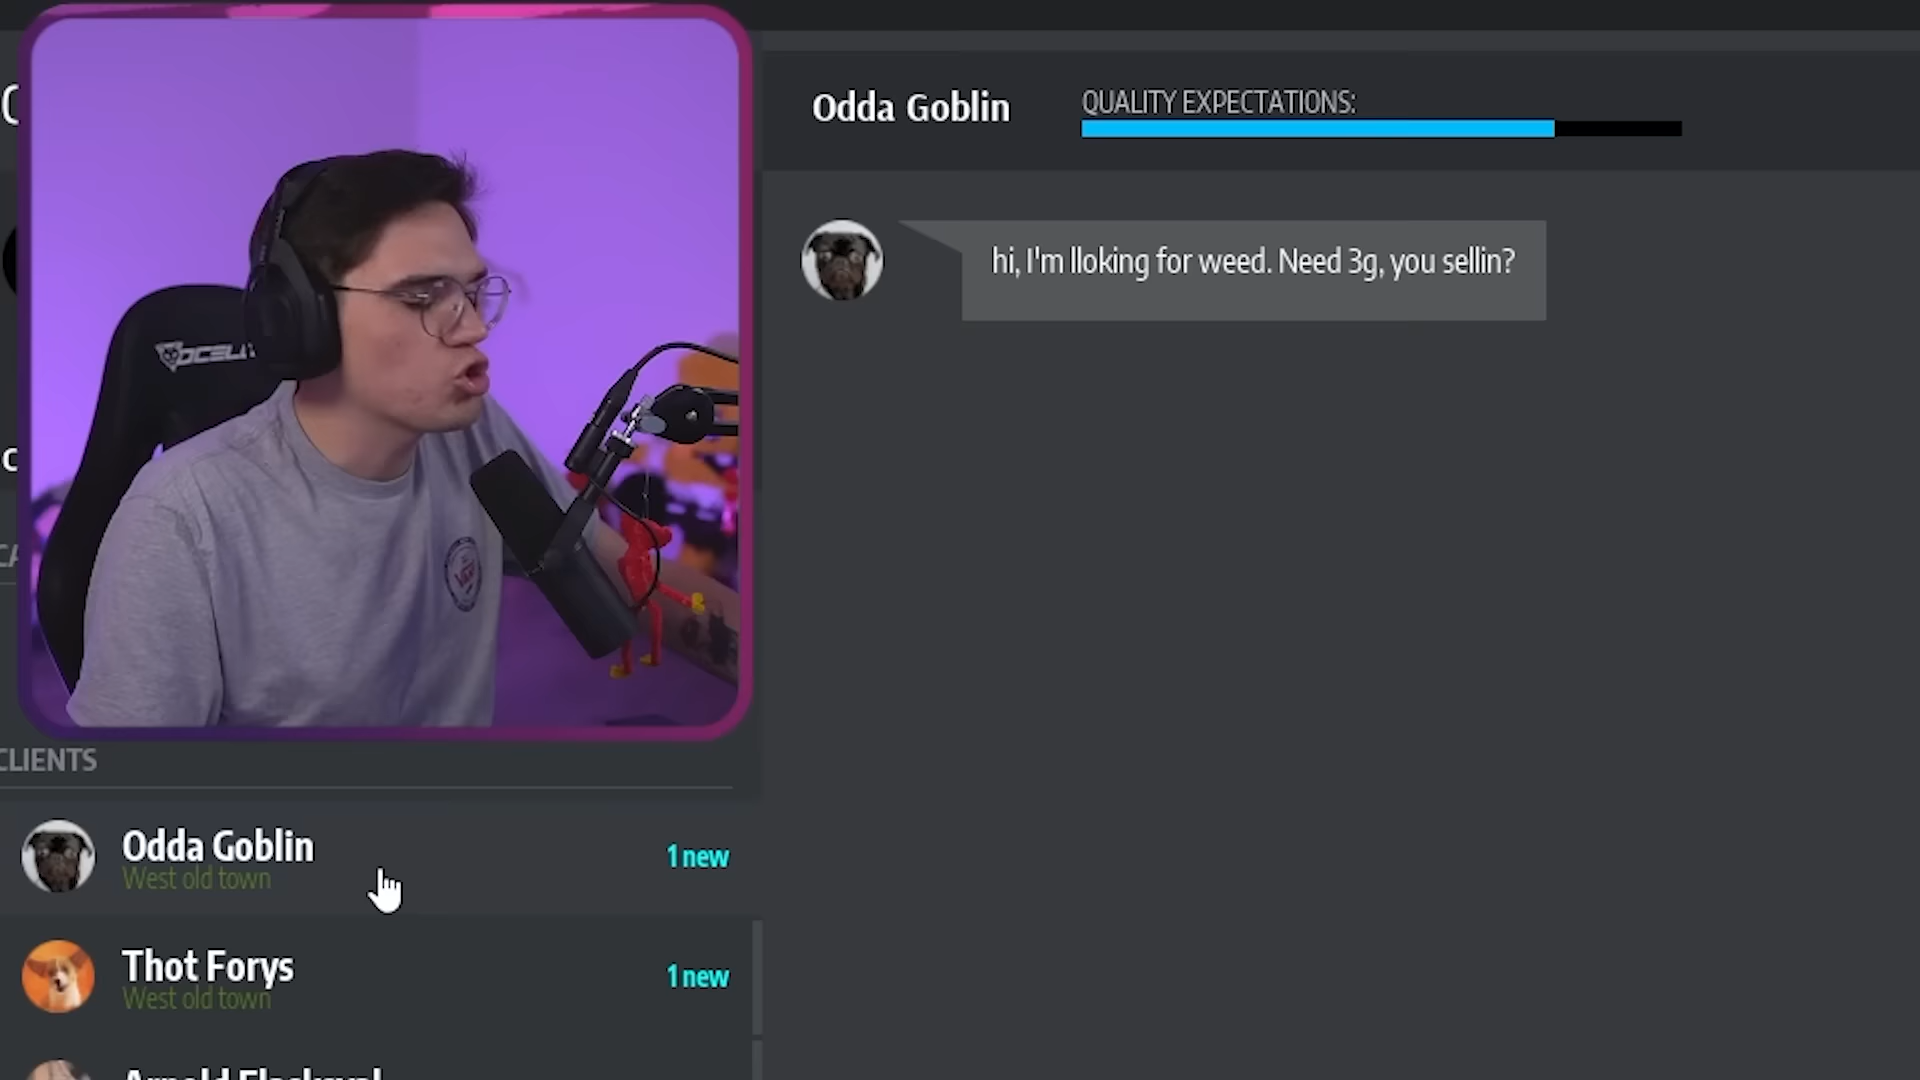 Odda Goblin
QUALITY EXPECTATIONS:
hi, I'm lloking for weed. Need 3g, you sellin?
CLIENTS
Odda Goblin
1 new
West old town
Thot Forys
1 new
West old town